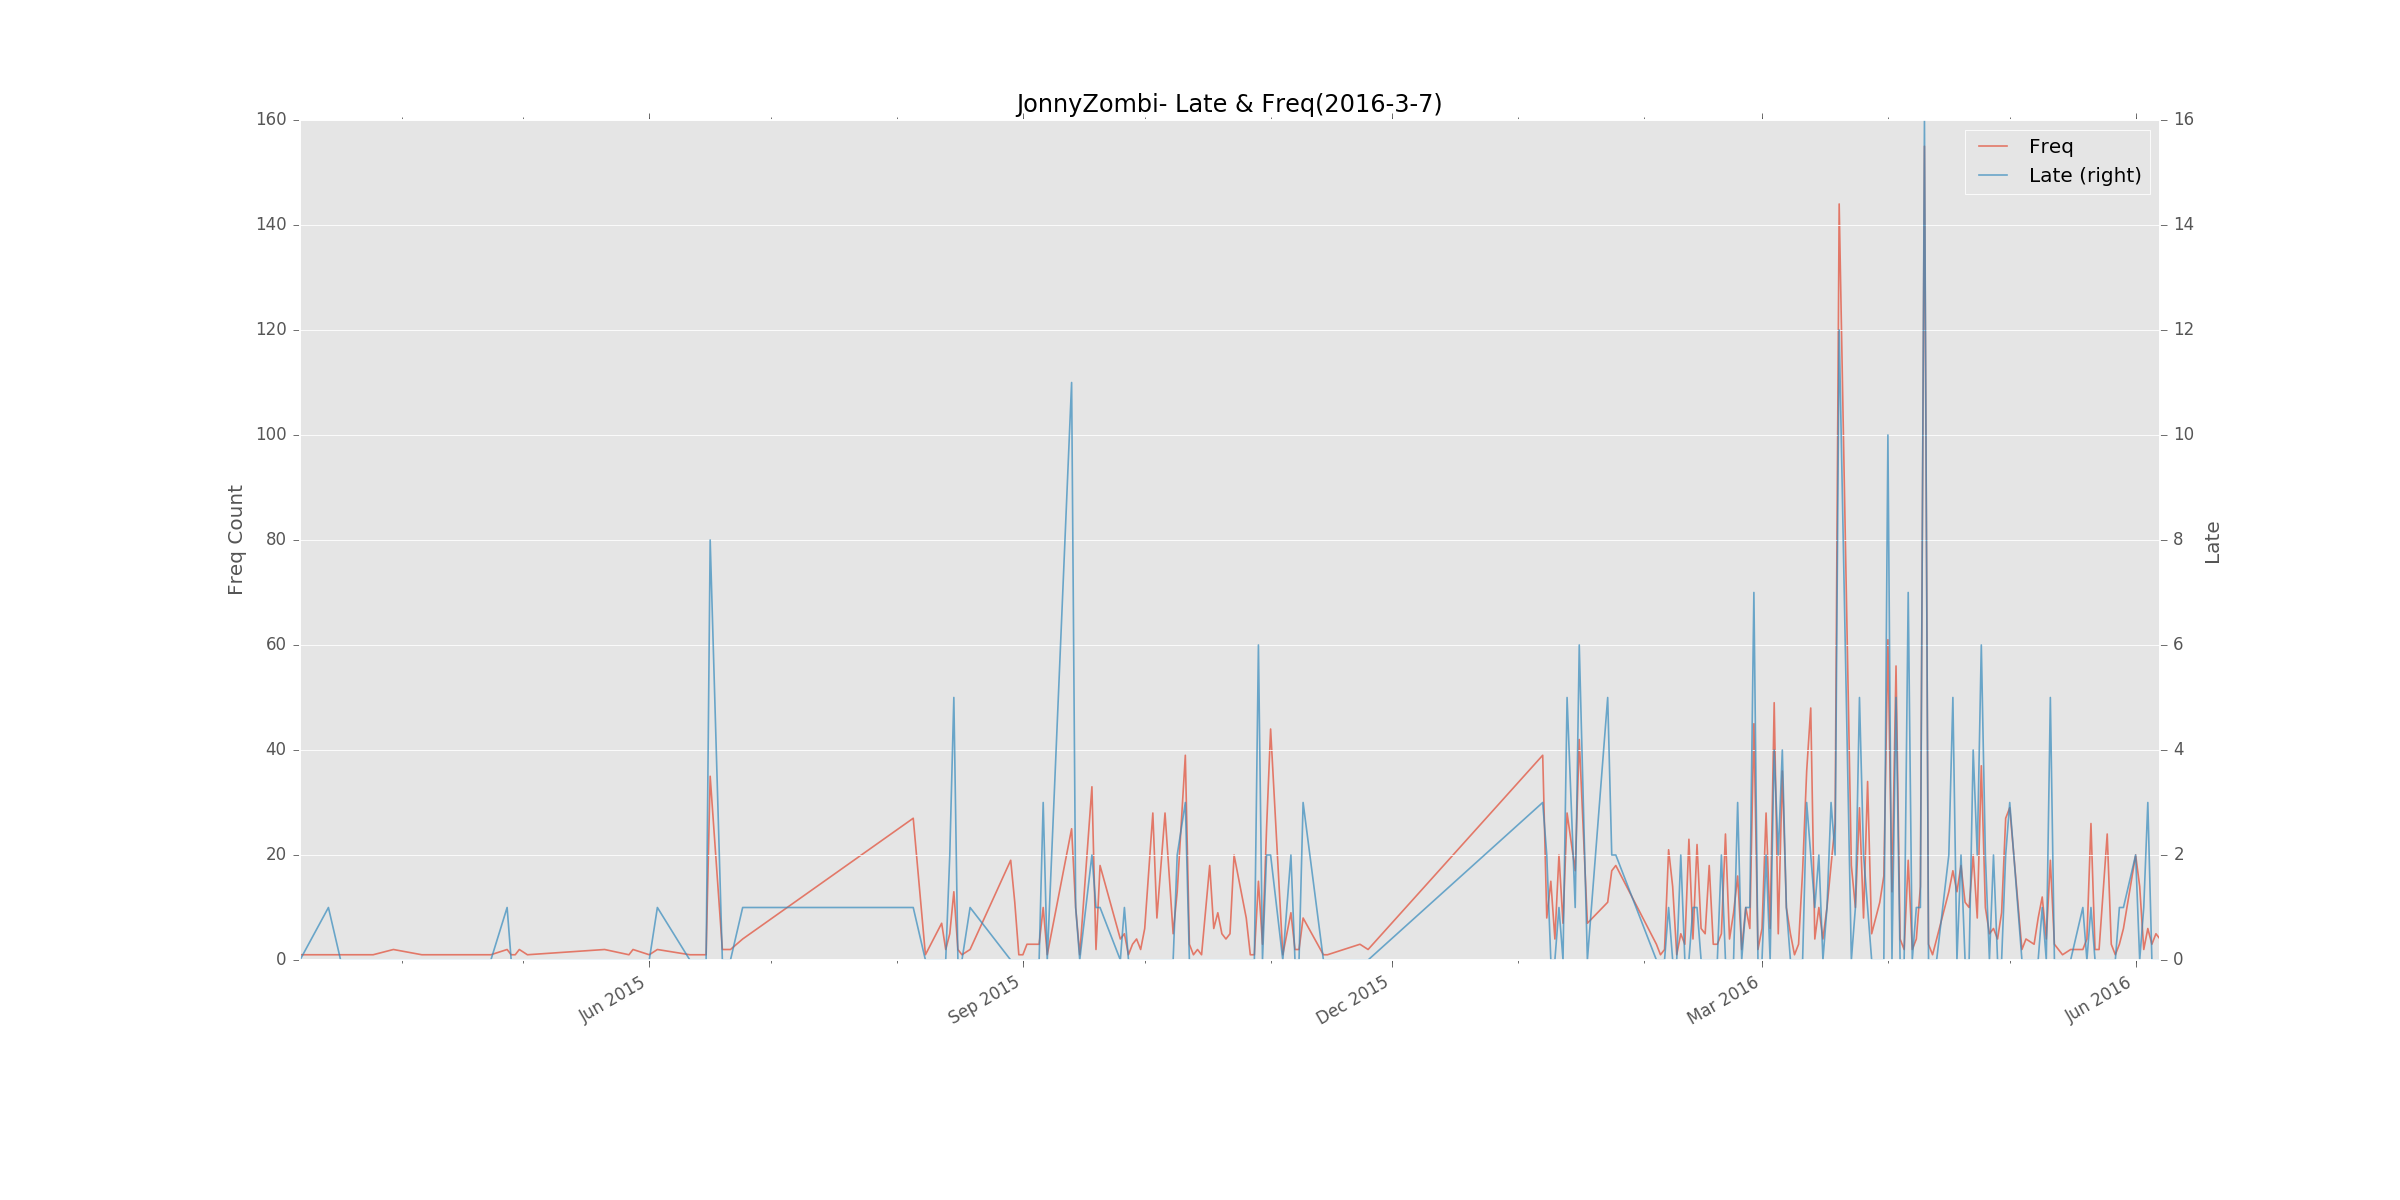 JonnyZombi- Late & Freq(2016-3-7)
160
140
120
100
80
60
40
20
0
Freq Count
16
14
12
10
8
6
4
2
0
Late
Freq
Late (right)
Jun 2015
Sep 2015
Dec 2015
Mar 2016
Jun 2016